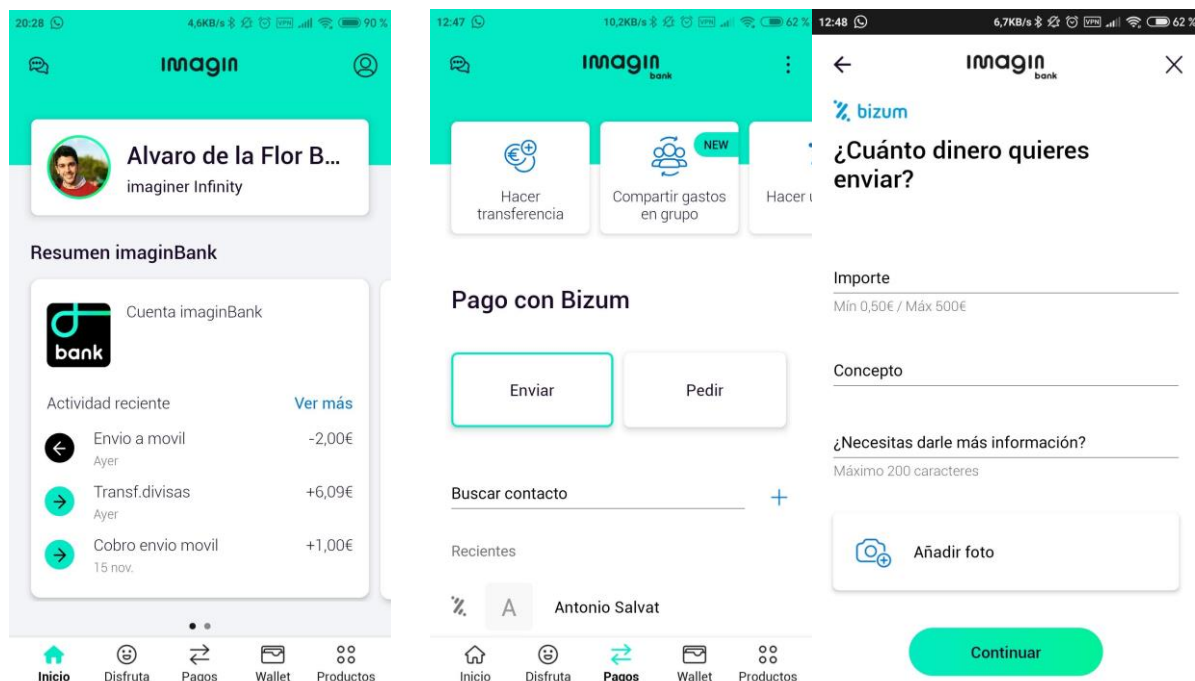 20:28 4,6KB/s VPN 90 %
imagin
Alvaro de la Flor B...
imaginer Infinity
Resumen imaginBank
bank
Cuenta imaginBank
Actividad reciente Ver más
Envio a movil -2,00€
Ayer
Transf.divisas +6,09€
Ayer
Cobro envio movil +1,00€
15 nov.
Inicio Disfruta Pagos Wallet Productos
12:47 10,2KB/s VPN 62 %
imagin
bank
NEW
Hacer
transferencia
Compartir gastos
en grupo
Hacer
Pago con Bizum
Enviar Pedir
Buscar contacto +
Recientes
A Antonio Salvat
Inicio Disfruta Pagos Wallet Productos
12:48 6,7KB/s VPN 62 %
imagin
bank
bizum
¿Cuánto dinero quieres
enviar?
Importe
Mín 0,50€ / Máx 500€
Concepto
¿Necesitas darle más información?
Máximo 200 caracteres
Añadir foto
Continuar